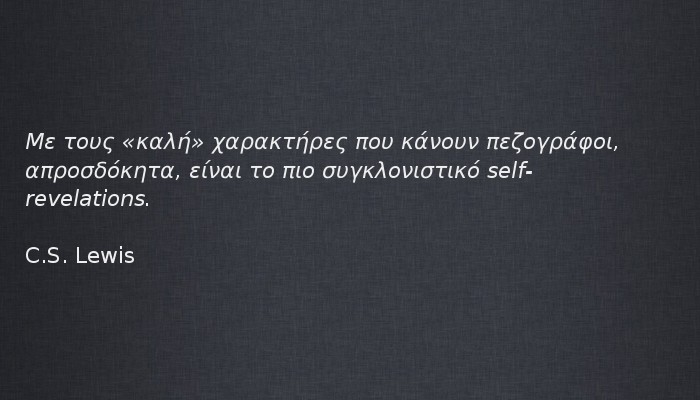 Με τους «καλή» χαρακτήρες που κάνουν πεζογράφοι,
απροσδόκητα, είναι το πιο συγκλονιστικό self-
revelations.
C.S. Lewis